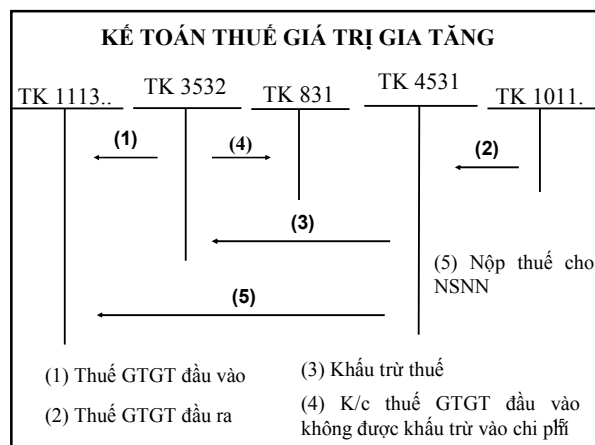 KẾ TOÁN THUẾ GIÁ TRỊ GIA TĂNG
TK 1113..
TK 3532
TK 831
TK 4531
TK 1011.
(1)
(4)
(2)
(3)
(5)
(5) Nộp thuế cho
NSNN
(1) Thuế GTGT đầu vào
(2) Thuế GTGT đầu ra
(3) Khấu trừ thuế
(4) K/c thuế GTGT đầu vào
không được khấu trừ vào chi phí